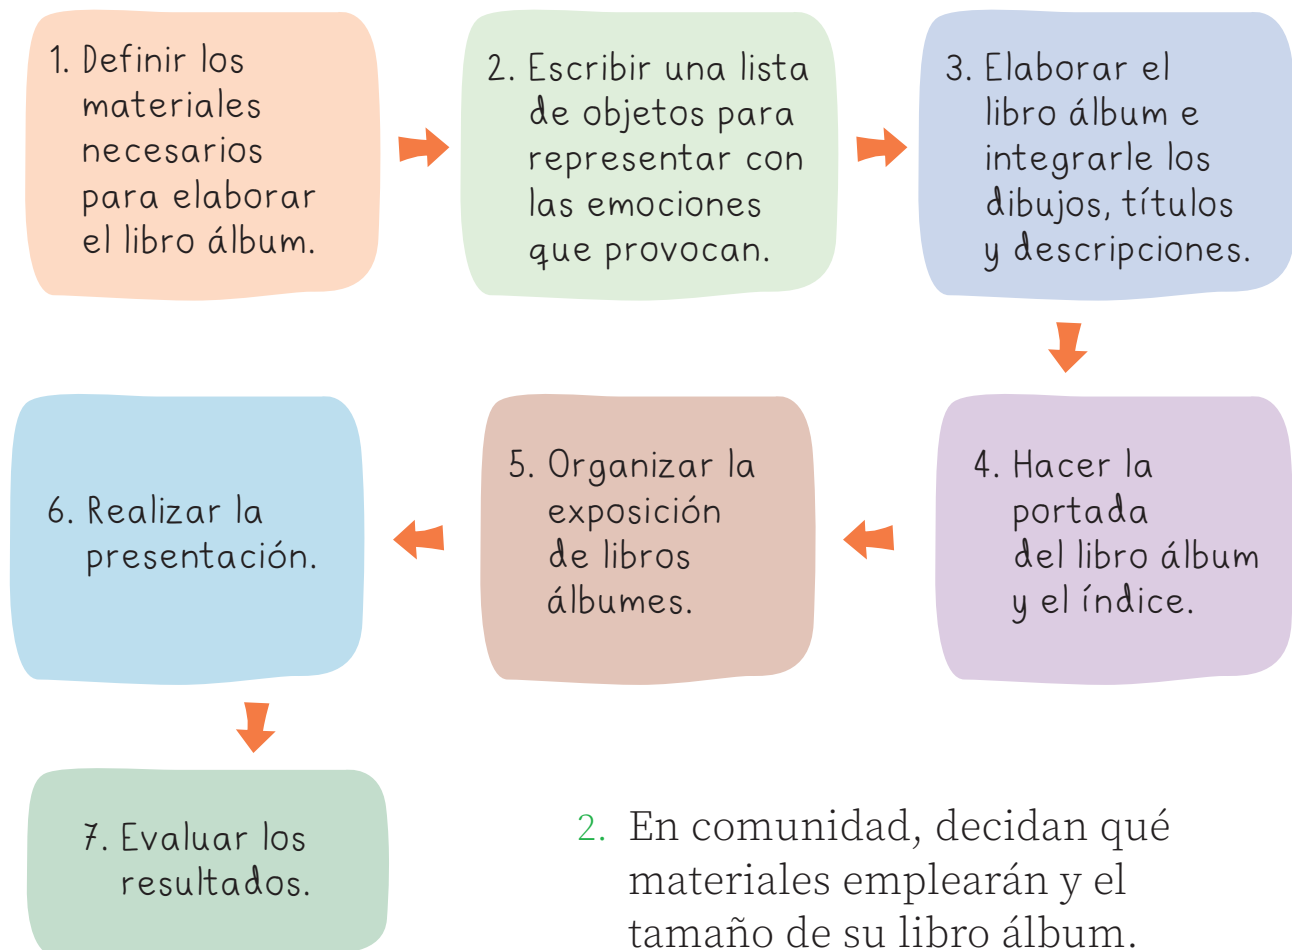 1. Definir los
materiales
necesarios
para elaborar
el libro álbum.
2. Escribir una lista
de objetos para
representar con
las emociones
que provocan.
3. Elaborar el
libro álbum e
integrarle los
dibujos, títulos
y descripciones.
4. Hacer la
portada
del libro álbum
y el índice.
5. Organizar la
exposición
de libros
álbumes.
6. Realizar la
presentación.
7. Evaluar los
resultados.
2. En comunidad, decidan qué
materiales emplearán y el
tamaño de su libro álbum.